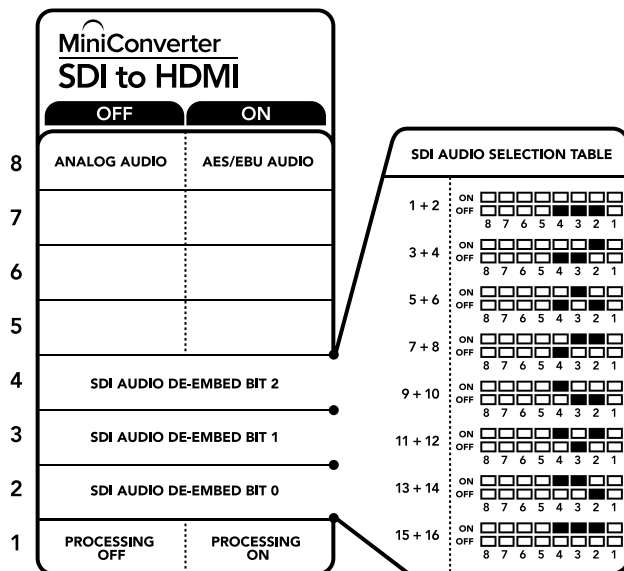 MiniConverter
SDI to HDMI
OFF ON
8 ANALOG AUDIO AES/EBU AUDIO
7
6
5
4 SDI AUDIO DE-EMBED BIT 2
3 SDI AUDIO DE-EMBED BIT 1
2 SDI AUDIO DE-EMBED BIT 0
1 PROCESSING OFF PROCESSING ON
SDI AUDIO SELECTION TABLE
1 + 2 ON
OFF
8 7 6 5 4 3 2 1
3 + 4 ON
OFF
8 7 6 5 4 3 2 1
5 + 6 ON
OFF
8 7 6 5 4 3 2 1
7 + 8 ON
OFF
8 7 6 5 4 3 2 1
9 + 10 ON
OFF
8 7 6 5 4 3 2 1
11 + 12 ON
OFF
8 7 6 5 4 3 2 1
13 + 14 ON
OFF
8 7 6 5 4 3 2 1
15 + 16 ON
OFF
8 7 6 5 4 3 2 1